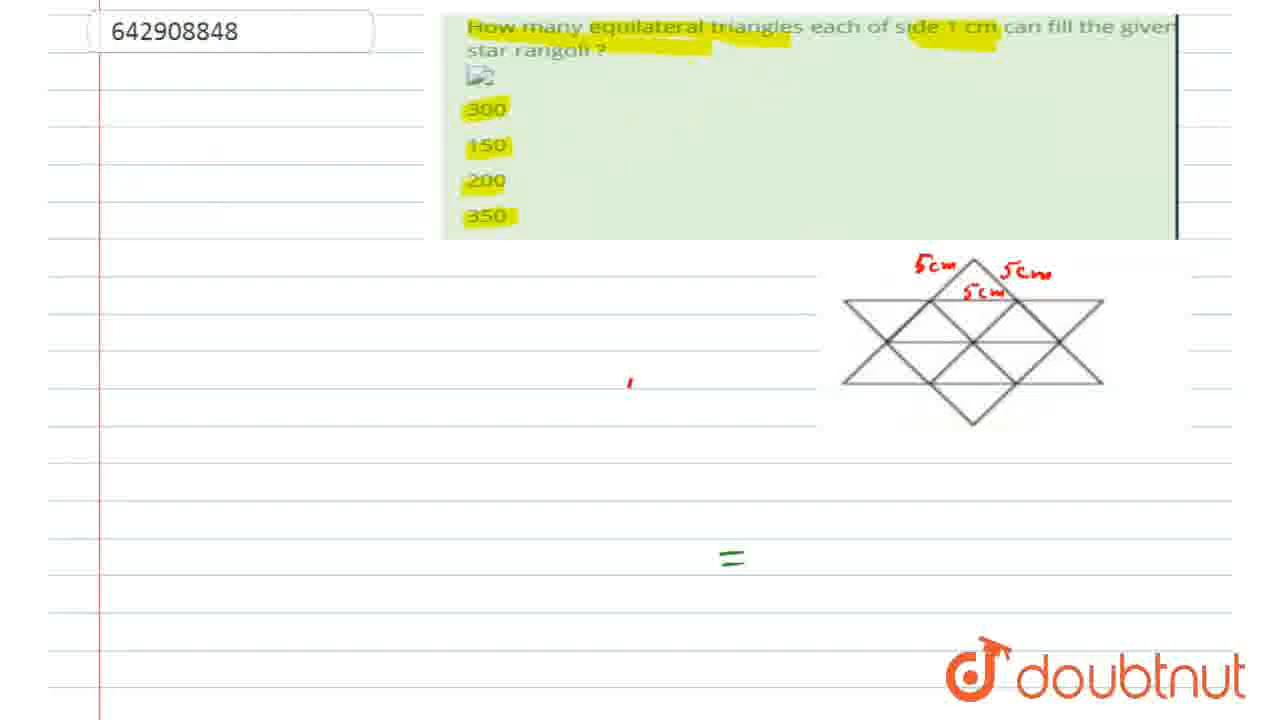 642908848
How many equilateral triangles each of side 1 cm can fill the given
star rangoli ?
300
150
200
350
5cm 5cm
5cm
=
doubtnut